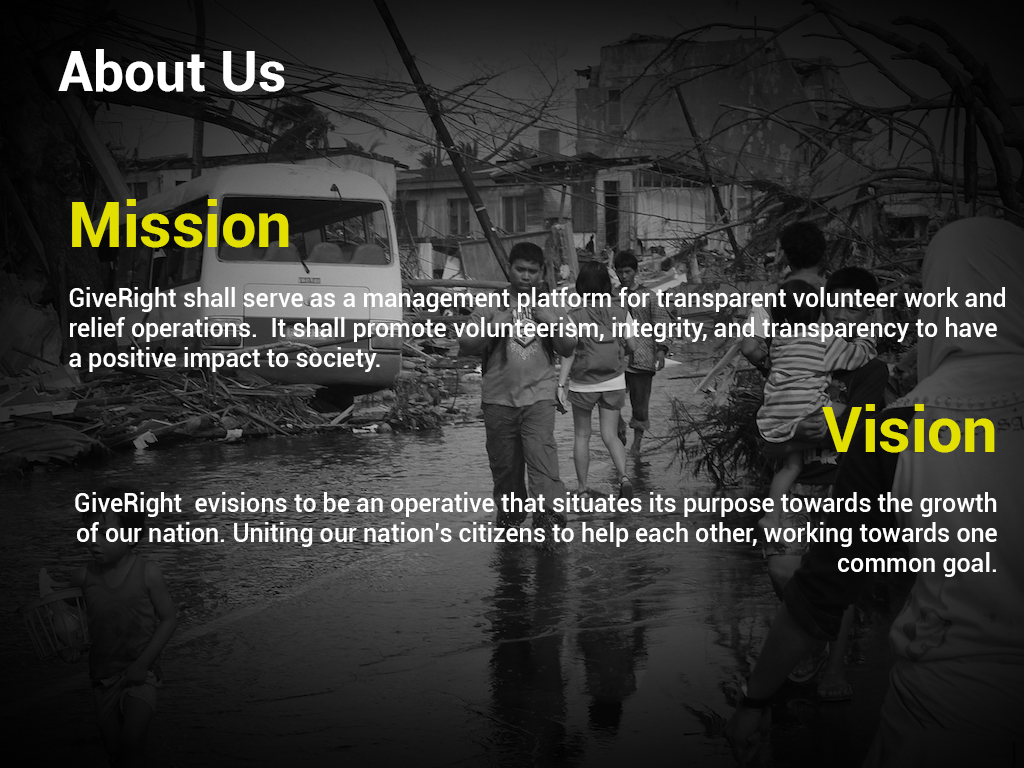 About Us
Mission
GiveRight shall serve as a management platform for transparent volunteer work and
relief operations.  It shall promote volunteerism, integrity, and transparency to have
a positive impact to society.
Vision
GiveRight  evisions to be an operative that situates its purpose towards the growth
of our nation. Uniting our nation's citizens to help each other, working towards one
common goal.